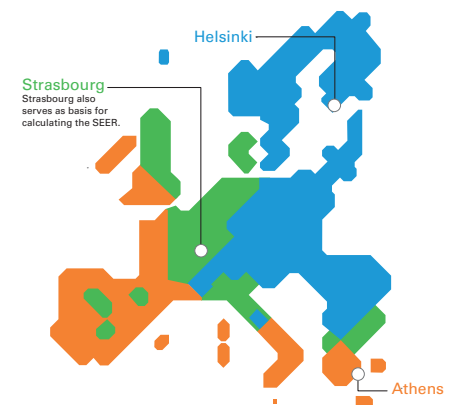 Helsinki
Strasbourg
Strasbourg also
serves as basis for
calculating the SEER.
Athens